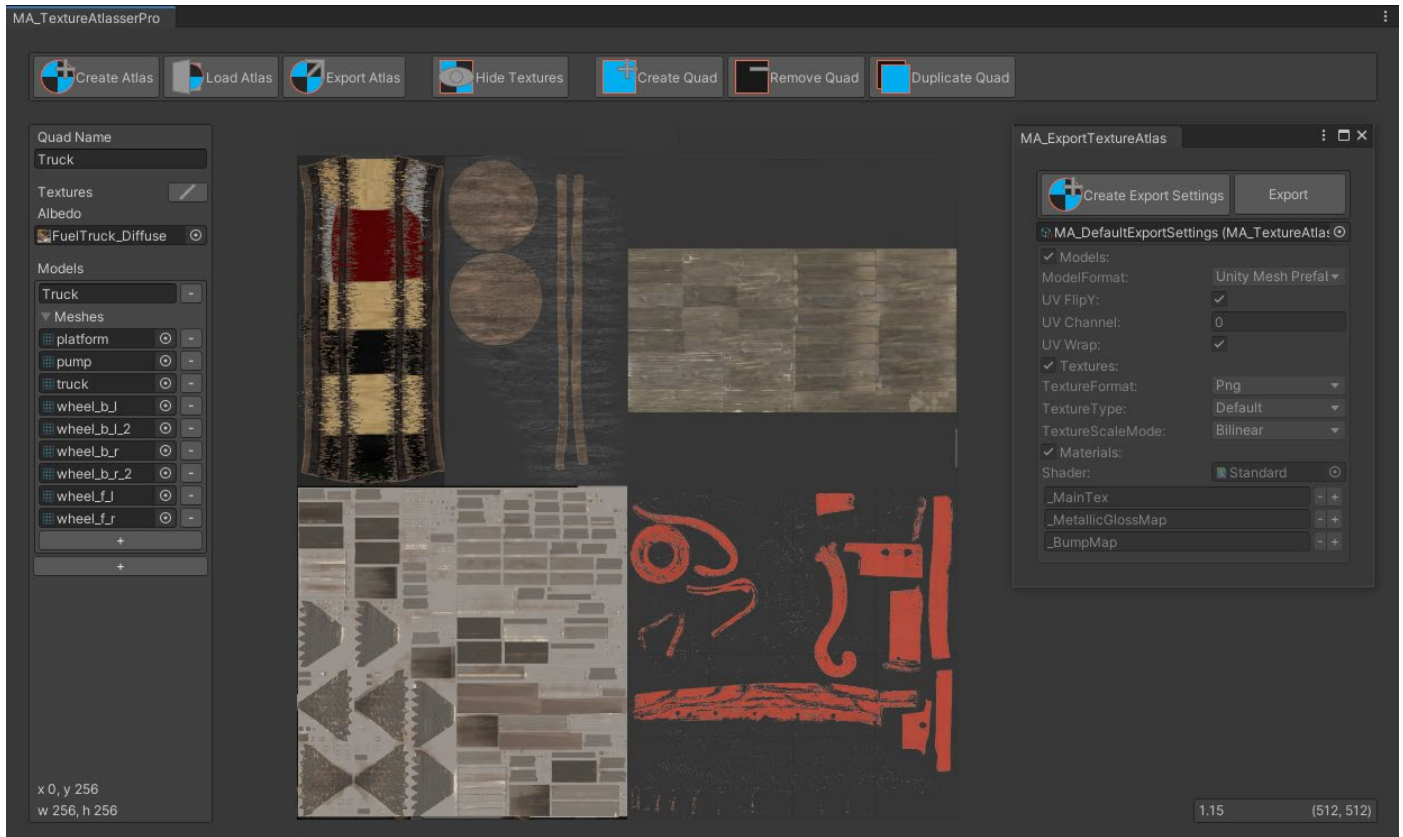 MA_TextureAtlasserPro
Create Atlas Load Atlas Export Atlas Hide Textures Create Quad Remove Quad Duplicate Quad
Quad Name
Truck
Textures
Albedo
FuelTruck_Diffuse
Models
Truck -
Meshes
platform -
pump -
truck -
wheel_b_l -
wheel_b_l_2 -
wheel_b_r -
wheel_b_r_2 -
wheel_f_l -
wheel_f_r -
+
+
x 0, y 256
w 256, h 256
MA_ExportTextureAtlas
Create Export Settings Export
MA_DefaultExportSettings (MA_TextureAtlas
Models:
ModelFormat: Unity Mesh Prefab
UV FlipY:
UV Channel: 0
UV Wrap:
Textures:
TextureFormat: Png
TextureType: Default
TextureScaleMode: Bilinear
Materials:
Shader: Standard
_MainTex - +
_MetallicGlossMap - +
_BumpMap - +
1.15 (512, 512)